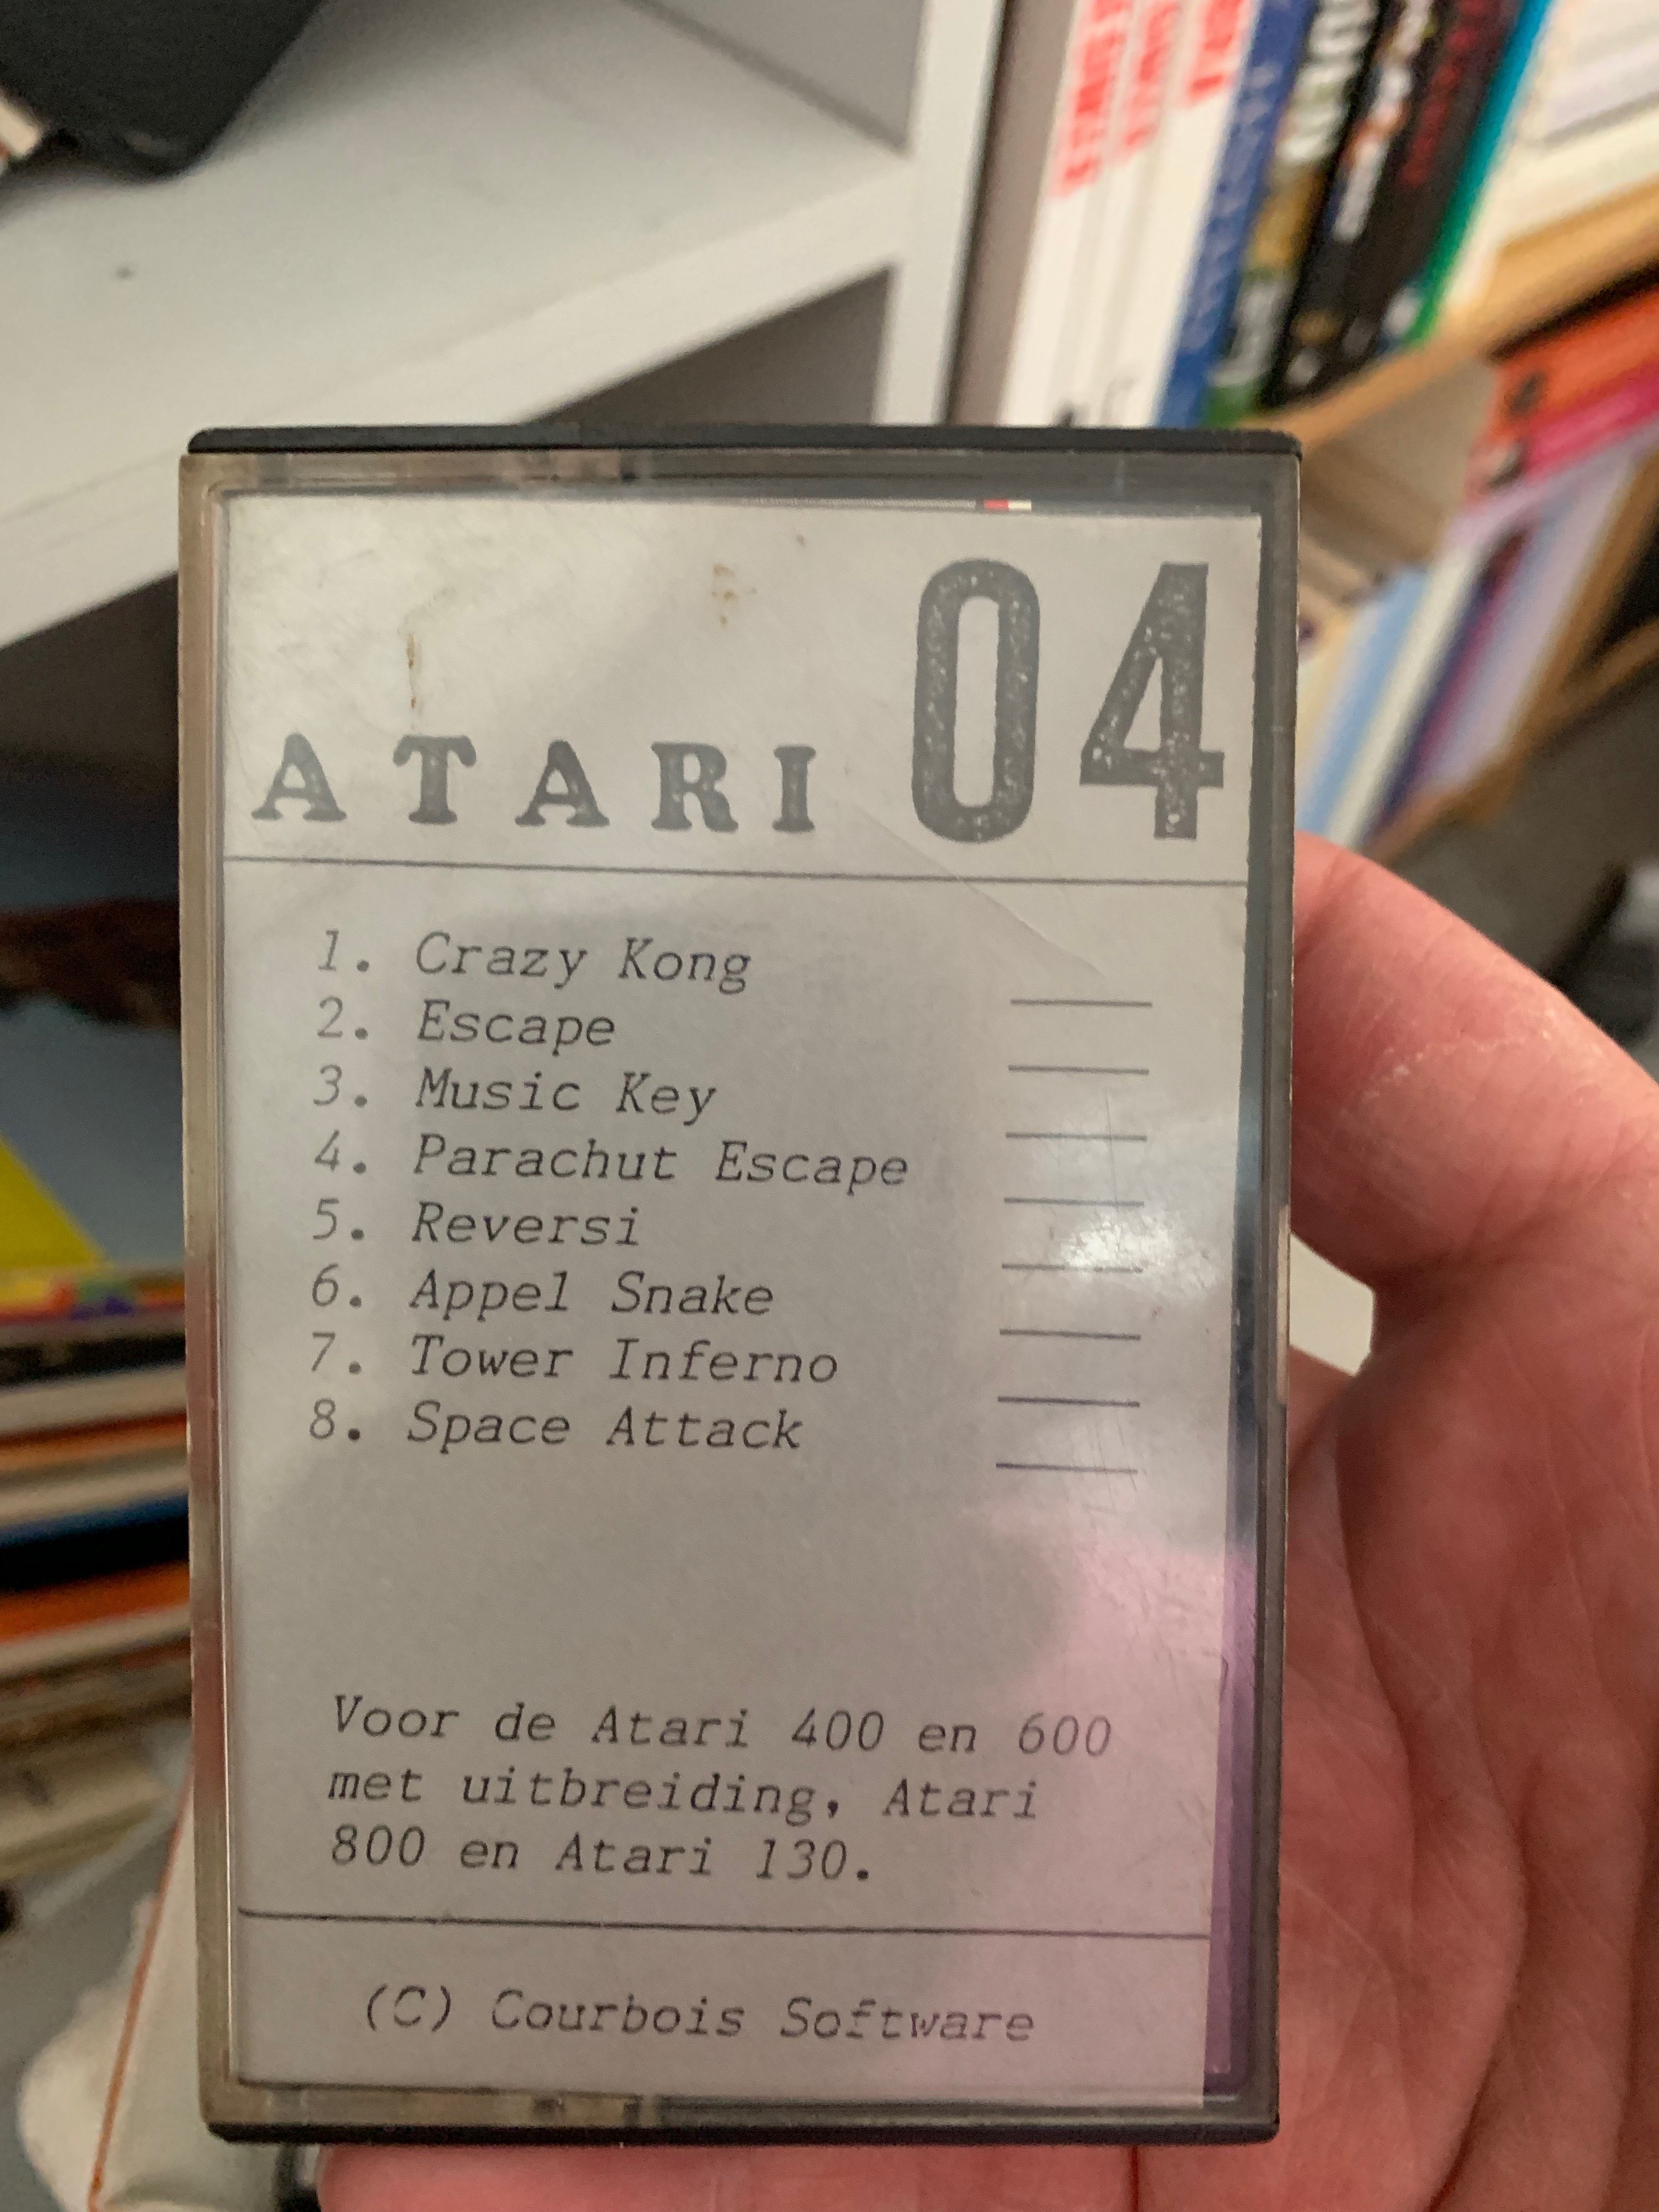 ATARI 04
1. Crazy Kong
2. Escape
3. Music Key
4. Parachut Escape
5. Reversi
6. Appel Snake
7. Tower Inferno
8. Space Attack
Voor de Atari 400 en 600
met uitbreiding, Atari
800 en Atari 130.
(C) Courbois Software